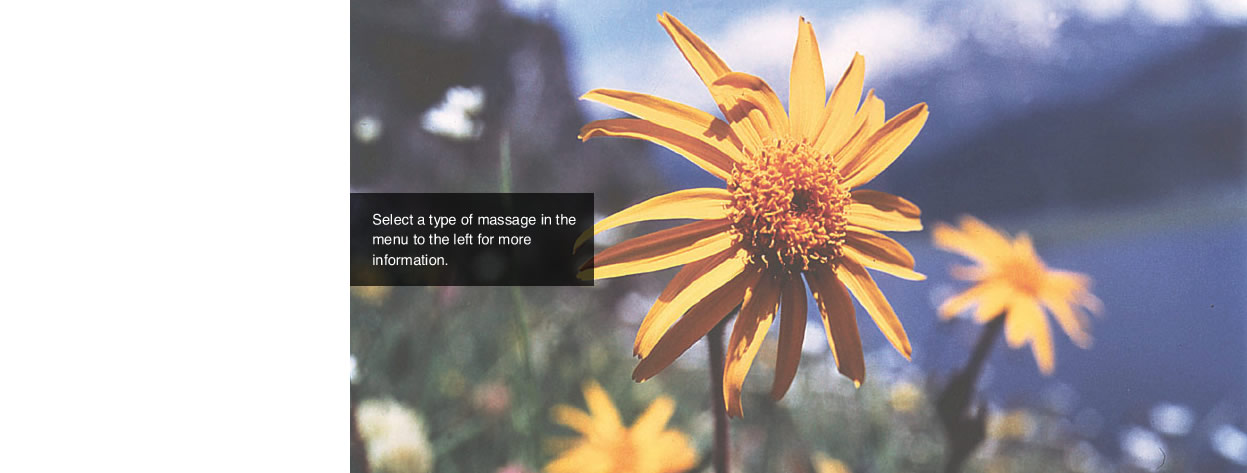 Select a type of massage in the
menu to the left for more
information.